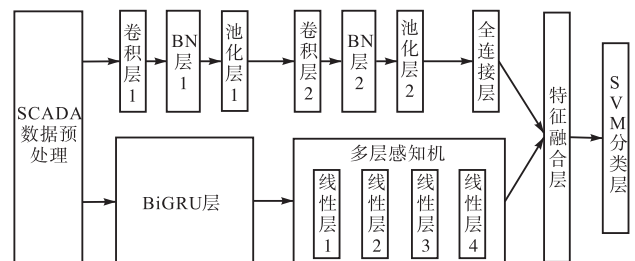 SCADA
数据预
处理
卷积层1
BN层1
池化层1
卷积层2
BN层2
池化层2
全连接层
BiGRU层
多层感知机
线性层1
线性层2
线性层3
线性层4
特征融合层
SVM分类层